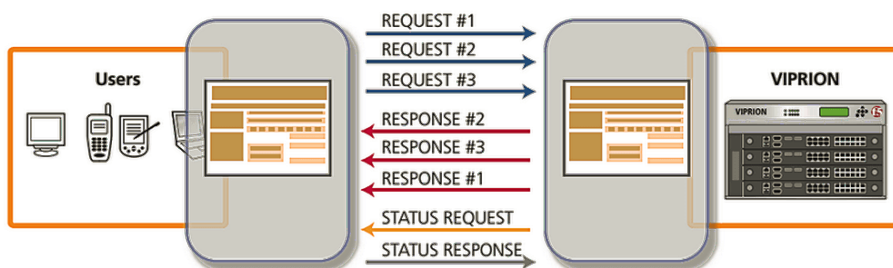 REQUEST #1
REQUEST #2
REQUEST #3
Users
VIPRION
VIPRION
f5
RESPONSE #2
RESPONSE #3
RESPONSE #1
STATUS REQUEST
STATUS RESPONSE